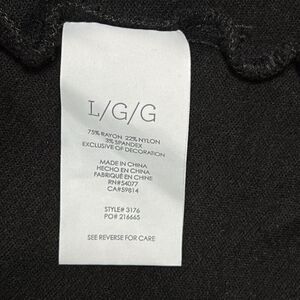 L/G/G
75% RAYON 22% NYLON
3% SPANDEX
EXCLUSIVE OF DECORATION
MADE IN CHINA
HECHO EN CHINA
FABRIQUÉ EN CHINE
RN#54077
CA#59814
STYLE# 3176
PO# 216665
SEE REVERSE FOR CARE